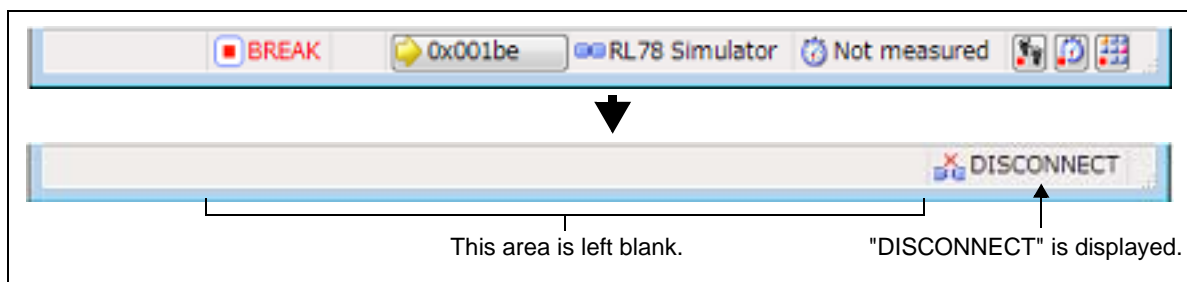 BREAK 0x001be RL78 Simulator Not measured
DISCONNECT
This area is left blank. "DISCONNECT" is displayed.